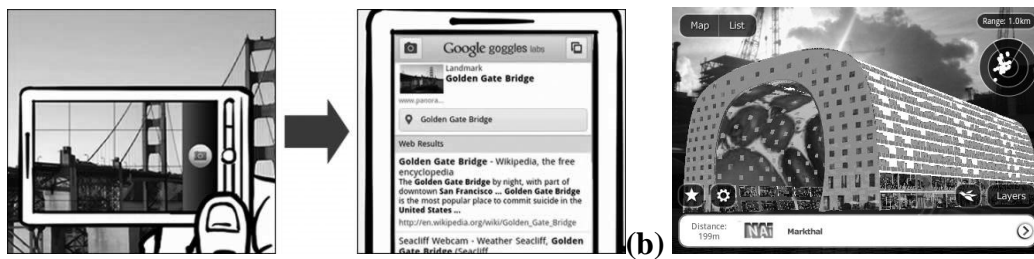 Google goggles labs
Landmark
Golden Gate Bridge
www.panora...
Golden Gate Bridge
Web Results
Golden Gate Bridge - Wikipedia, the free
encyclopedia
The Golden Gate Bridge by night, with part of
downtown San Francisco ... Golden Gate Bridge
is the most popular place to commit suicide in the
United States ...
http://en.wikipedia.org/wiki/Golden_Gate_Bridge
Seacliff Webcam - Weather Seacliff, Golden
Gate Bridge (Seacliff,
(b)
Map
List
Range: 1.0km
Layers
Distance:
199m
NAi
Markthal